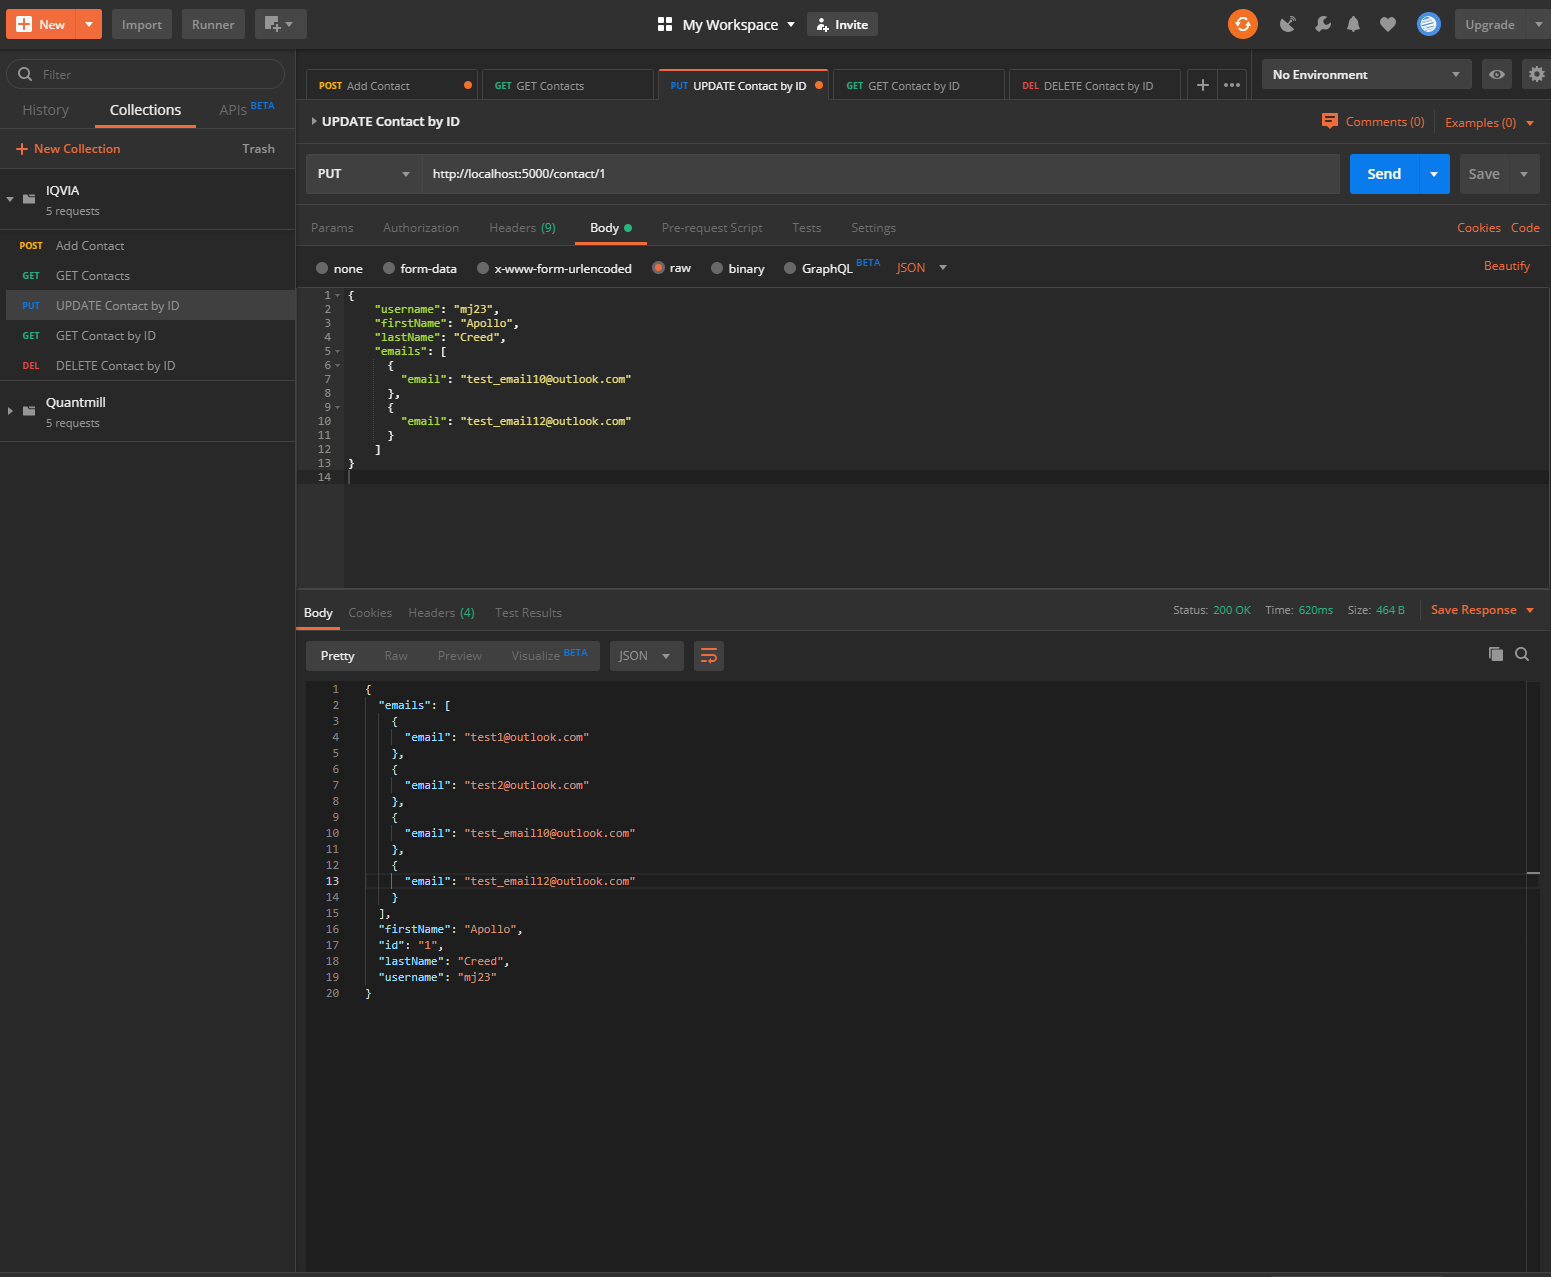 New Import Runner My Workspace Invite Upgrade
Filter
History Collections APIs BETA
New Collection Trash
IQVIA
5 requests
POST Add Contact
GET GET Contacts
PUT UPDATE Contact by ID
GET GET Contact by ID
DEL DELETE Contact by ID
Quantmill
5 requests
POST Add Contact GET GET Contacts PUT UPDATE Contact by ID GET GET Contact by ID DEL DELETE Contact by ID + ••• No Environment
UPDATE Contact by ID Comments (0) Examples (0)
PUT http://localhost:5000/contact/1 Send Save
Params Authorization Headers (9) Body Pre-request Script Tests Settings Cookies Code
none form-data x-www-form-urlencoded raw binary GraphQL BETA JSON Beautify
1 {
2 "username": "mj23",
3 "firstName": "Apollo",
4 "lastName": "Creed",
5 "emails": [
6 {
7 "email": "test_email10@outlook.com"
8 },
9 {
10 "email": "test_email12@outlook.com"
11 }
12 ]
13 }
14
Body Cookies Headers (4) Test Results Status: 200 OK Time: 620ms Size: 464 B Save Response
Pretty Raw Preview Visualize BETA JSON
1 {
2 "emails": [
3 {
4 "email": "test1@outlook.com"
5 },
6 {
7 "email": "test2@outlook.com"
8 },
9 {
10 "email": "test_email10@outlook.com"
11 },
12 {
13 "email": "test_email12@outlook.com"
14 }
15 ],
16 "firstName": "Apollo",
17 "id": "1",
18 "lastName": "Creed",
19 "username": "mj23"
20 }